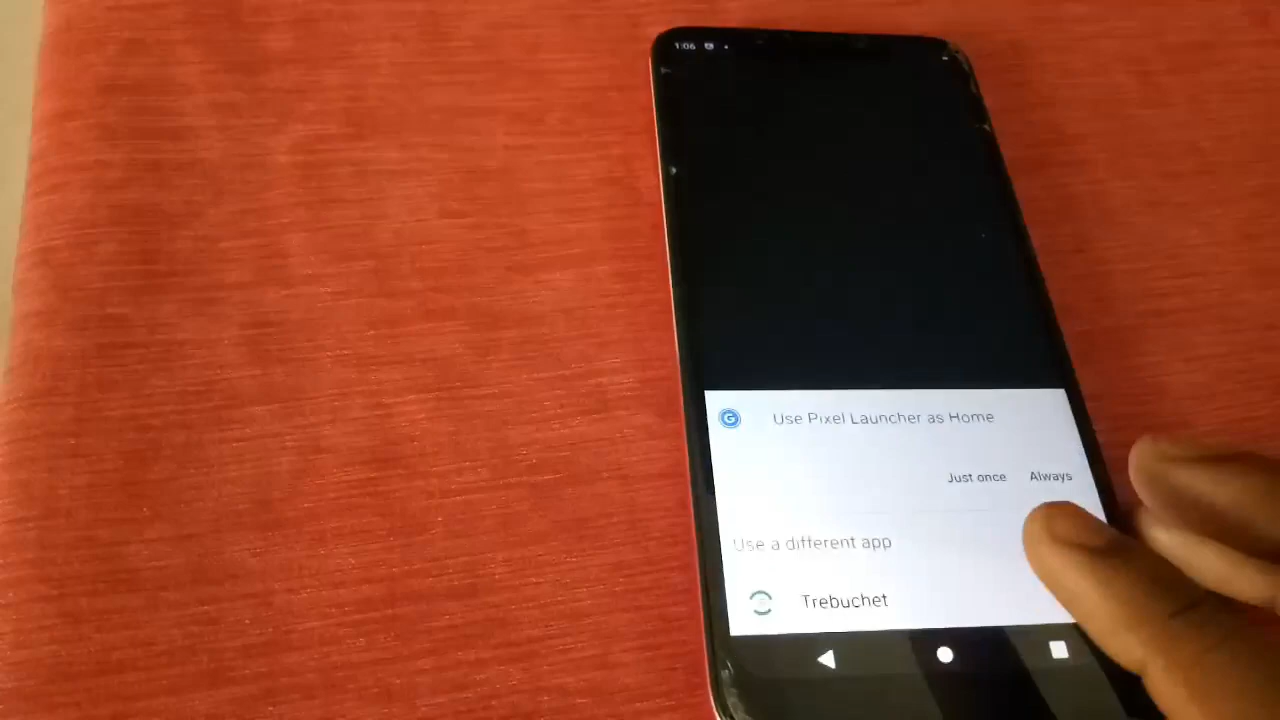 1:06
Use Pixel Launcher as Home
Just once Always
Use a different app
Trebuchet